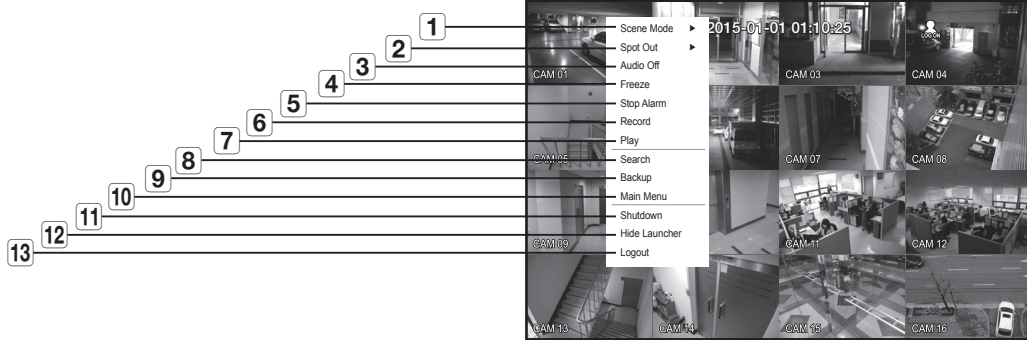 1 Scene Mode ▶ 2015-01-01 01:10:25
LOG ON
2 Spot Out ▶
3 Audio Off
CAM 01 CAM 03 CAM 04
4 Freeze
5 Stop Alarm
6 Record
7 Play
8 Search
CAM 05 CAM 07 CAM 08
9 Backup
10 Main Menu
11 Shutdown
12 Hide Launcher
CAM 09 CAM 11 CAM 12
13 Logout
CAM 13 CAM 14 CAM 15 CAM 16